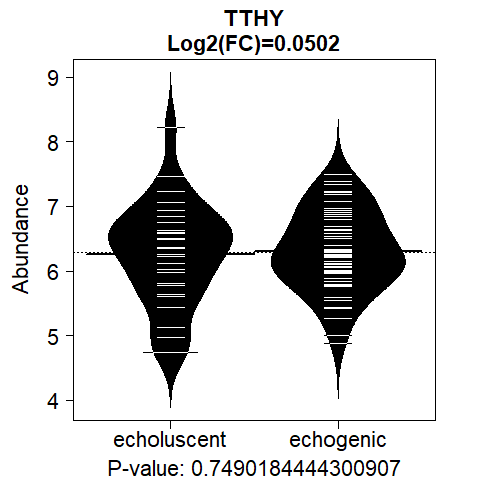 TTHY
Log2(FC)=0.0502
Abundance
9
8
7
6
5
4
echoluscent echogenic
P-value: 0.7490184444300907